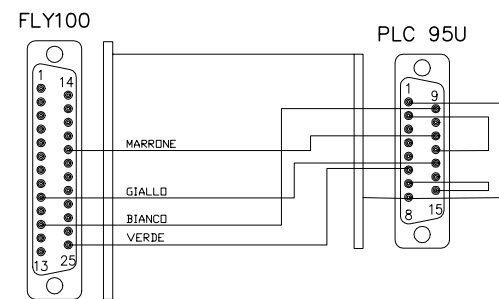 FLY100
PLC 95U
1
14
1
9
MARRONE
GIALLO
BIANCO
VERDE
8
15
13
25